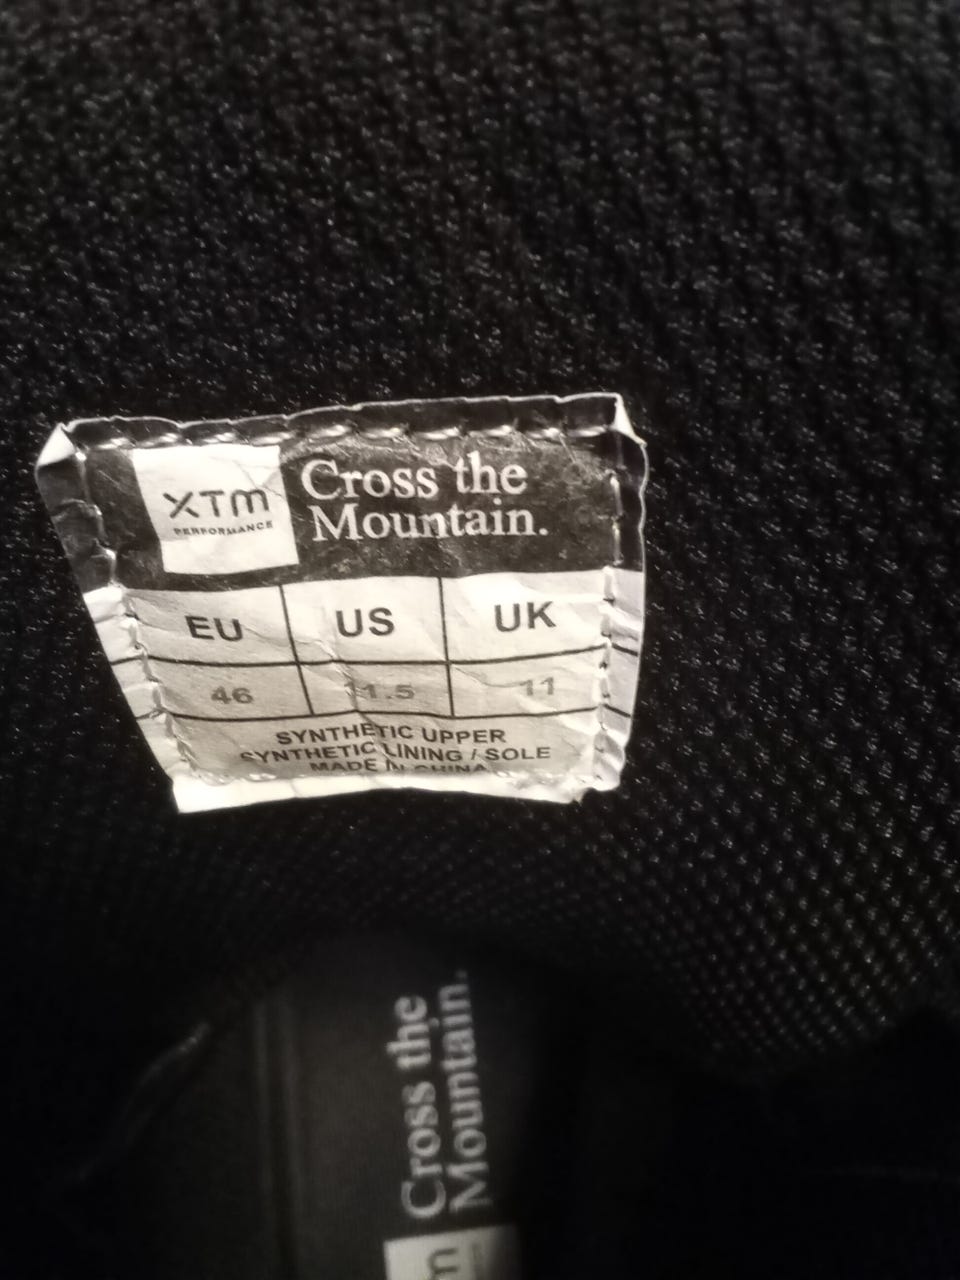 XTM
PERFORMANCE
Cross the
Mountain.
EU US UK
46 11.5 11
SYNTHETIC UPPER
SYNTHETIC LINING / SOLE
MADE IN CHINA
Cross the
Mountain.